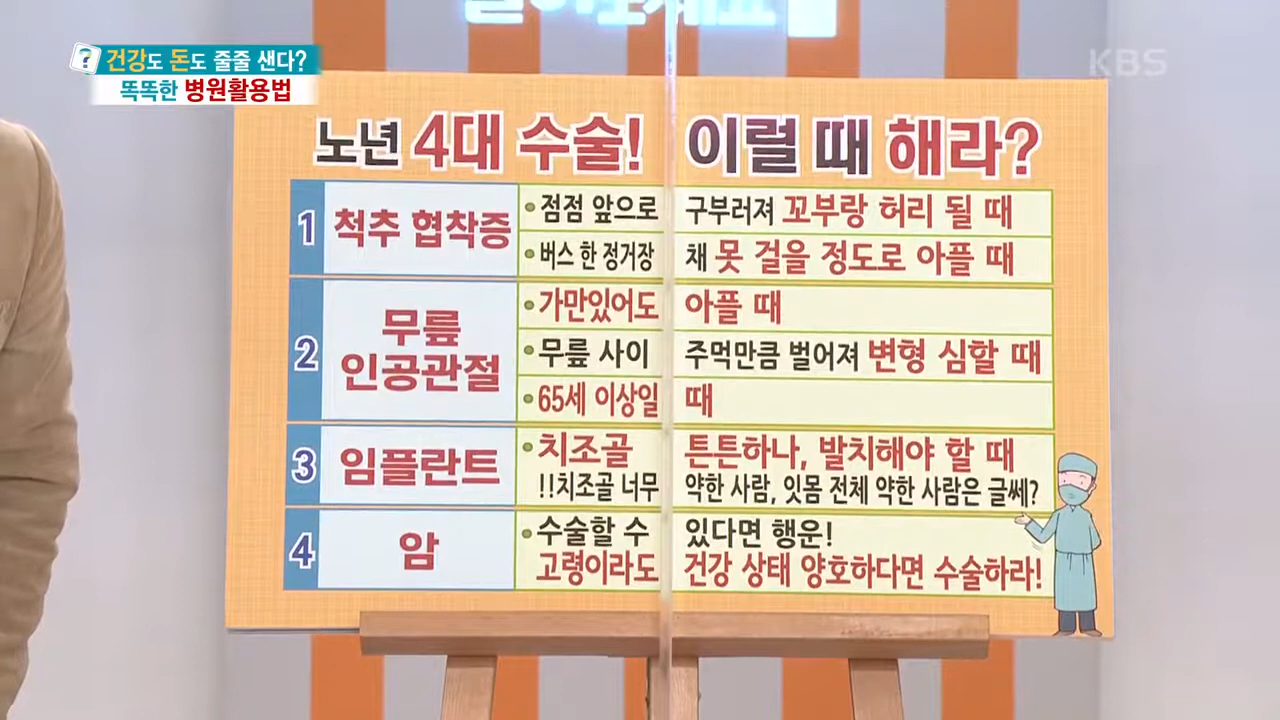 건강도 돈도 줄줄 샌다?
똑똑한 병원활용법
KBS
노년 4대 수술! 이럴 때 해라?
1 척추 협착증
• 점점 앞으로 구부러져 꼬부랑 허리 될 때
• 버스 한 정거장 채 못 걸을 정도로 아플 때
2 무릎
인공관절
• 가만있어도 아플 때
• 무릎 사이 주먹만큼 벌어져 변형 심할 때
• 65세 이상일 때
3 임플란트
• 치조골 튼튼하나, 발치해야 할 때
!!치조골 너무 약한 사람, 잇몸 전체 약한 사람은 글쎄?
4 암
• 수술할 수 있다면 행운!
고령이라도 건강 상태 양호하다면 수술하라!